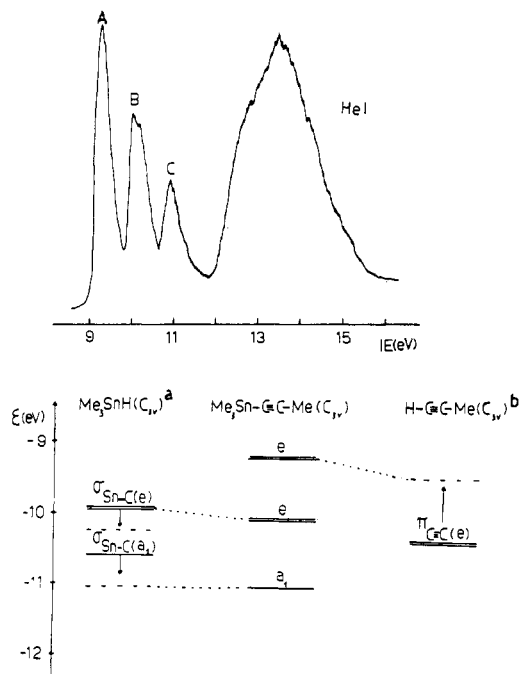 A
B
C
HeI
9 11 13 15 IE(eV)
ε(eV) Me₃SnH(C₃ᵥ)ᵃ Me₃Sn-C≡C-Me(C₃ᵥ) H-C≡C-Me(C₃ᵥ)ᵇ
-9
e
σSn-C(e)
-10
e
πC≡C(e)
σSn-C(a₁)
-11
a₁
-12